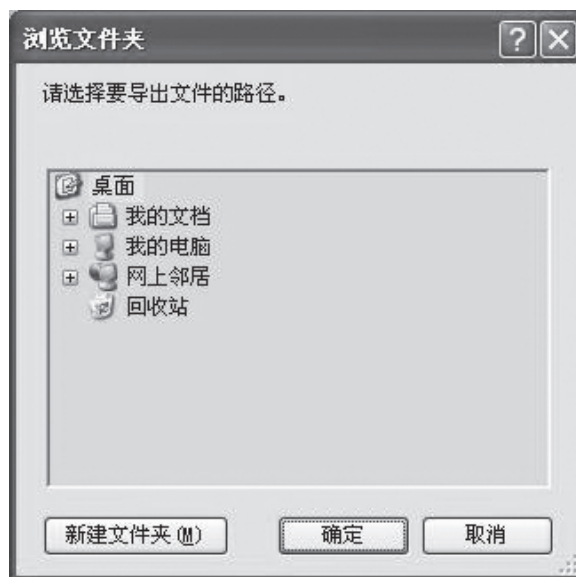 浏览文件夹
请选择要导出文件的路径。
桌面
我的文档
我的电脑
网上邻居
回收站
新建文件夹(M) 确定 取消